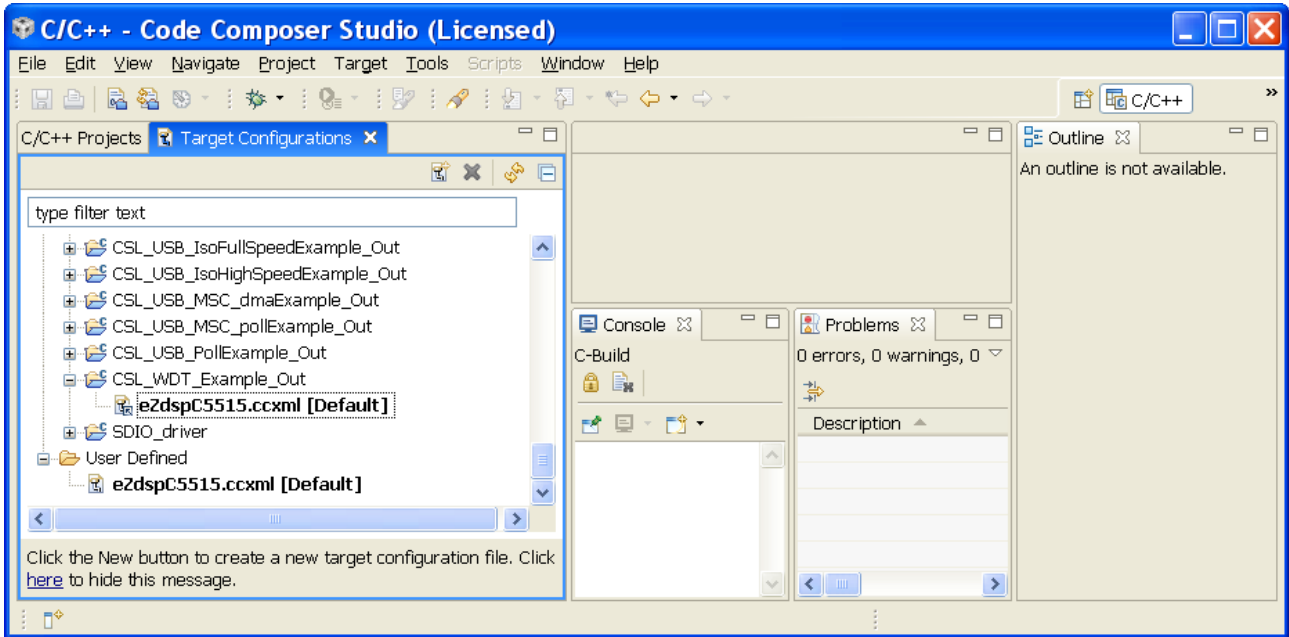 C/C++ - Code Composer Studio (Licensed)
File Edit View Navigate Project Target Tools Scripts Window Help
C/C++
»
C/C++ Projects Target Configurations
type filter text
CSL_USB_IsoFullSpeedExample_Out
CSL_USB_IsoHighSpeedExample_Out
CSL_USB_MSC_dmaExample_Out
CSL_USB_MSC_pollExample_Out
CSL_USB_PollExample_Out
CSL_WDT_Example_Out
eZdspC5515.ccxml [Default]
SDIO_driver
User Defined
eZdspC5515.ccxml [Default]
Click the New button to create a new target configuration file. Click
here to hide this message.
Console
C-Build
Problems
0 errors, 0 warnings, 0
Description
Outline
An outline is not available.